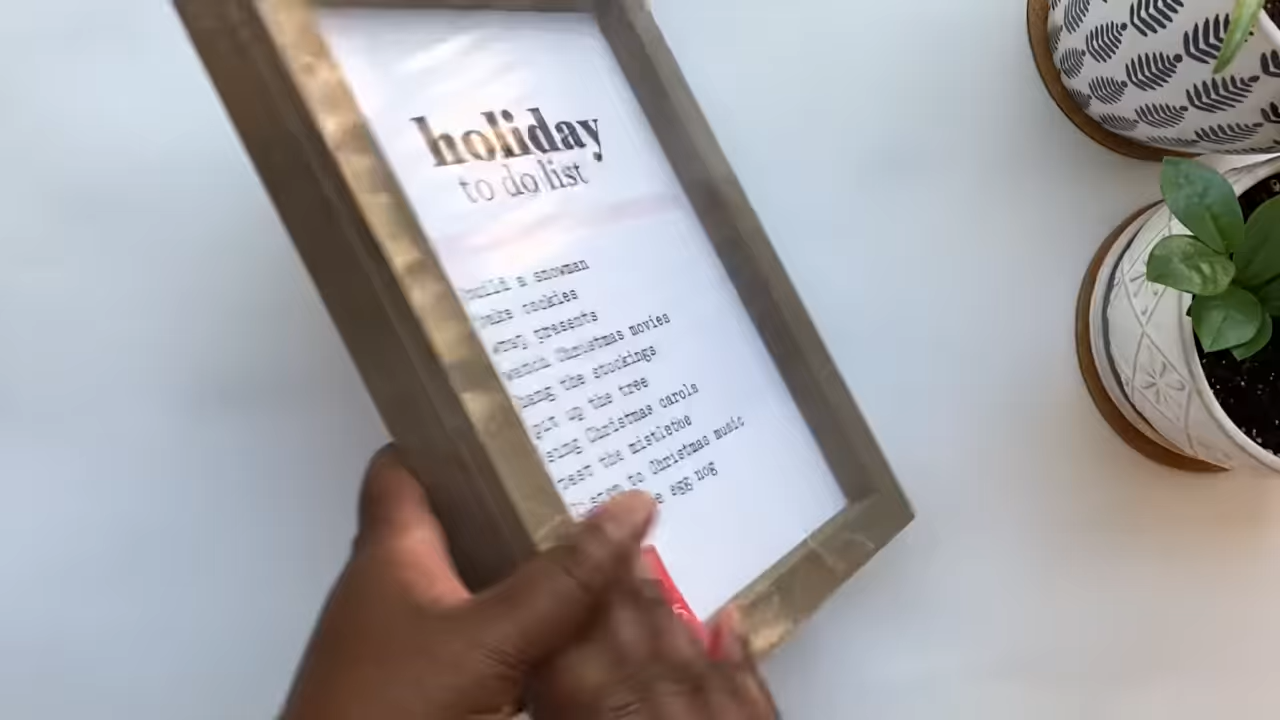 holiday
to do list
build a snowman
bake cookies
wrap presents
watch Christmas movies
hang the stockings
put up the tree
sing Christmas carols
the mistletoe
listen to Christmas music
egg nog